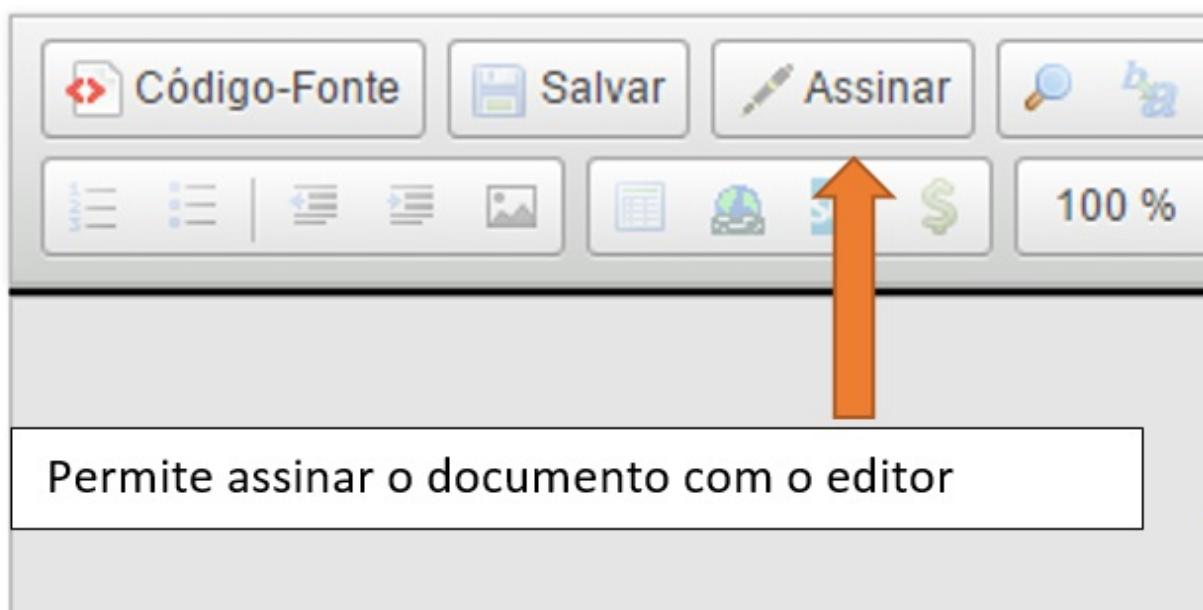 Código-Fonte Salvar Assinar
100 %
Permite assinar o documento com o editor